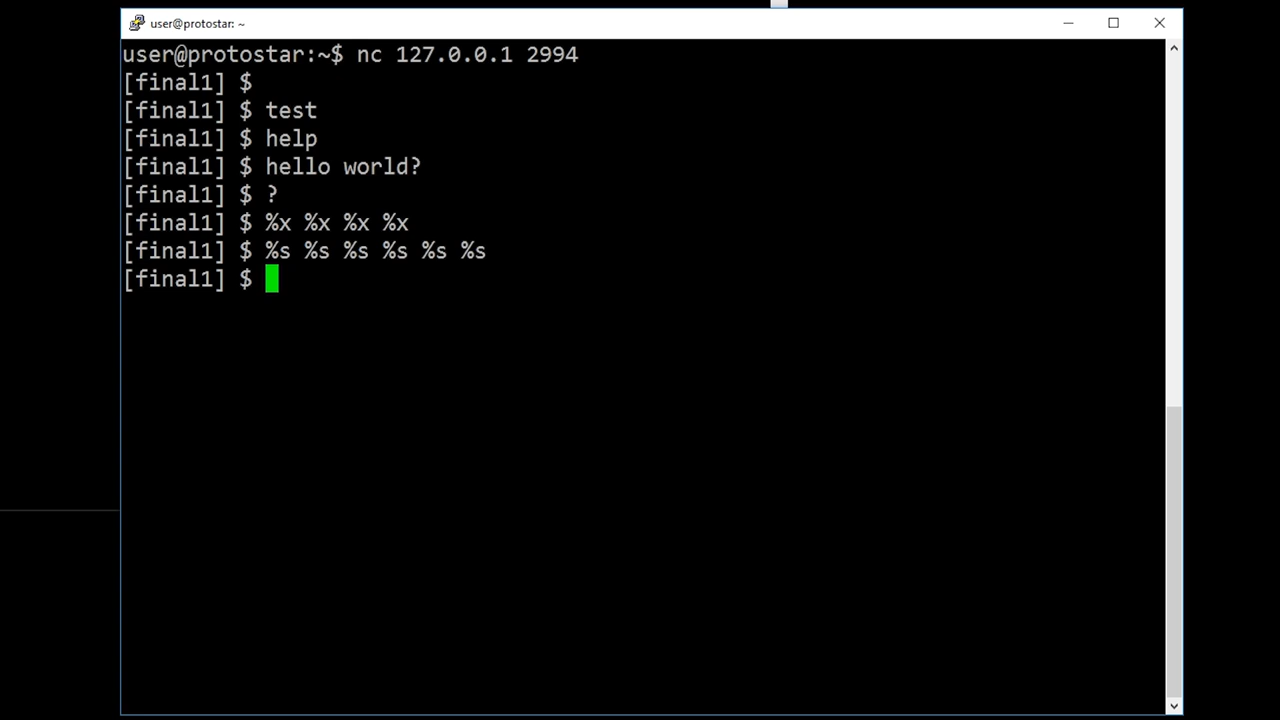 user@protostar: ~
user@protostar:~$ nc 127.0.0.1 2994
[final1] $
[final1] $ test
[final1] $ help
[final1] $ hello world?
[final1] $ ?
[final1] $ %x %x %x %x
[final1] $ %s %s %s %s %s %s
[final1] $